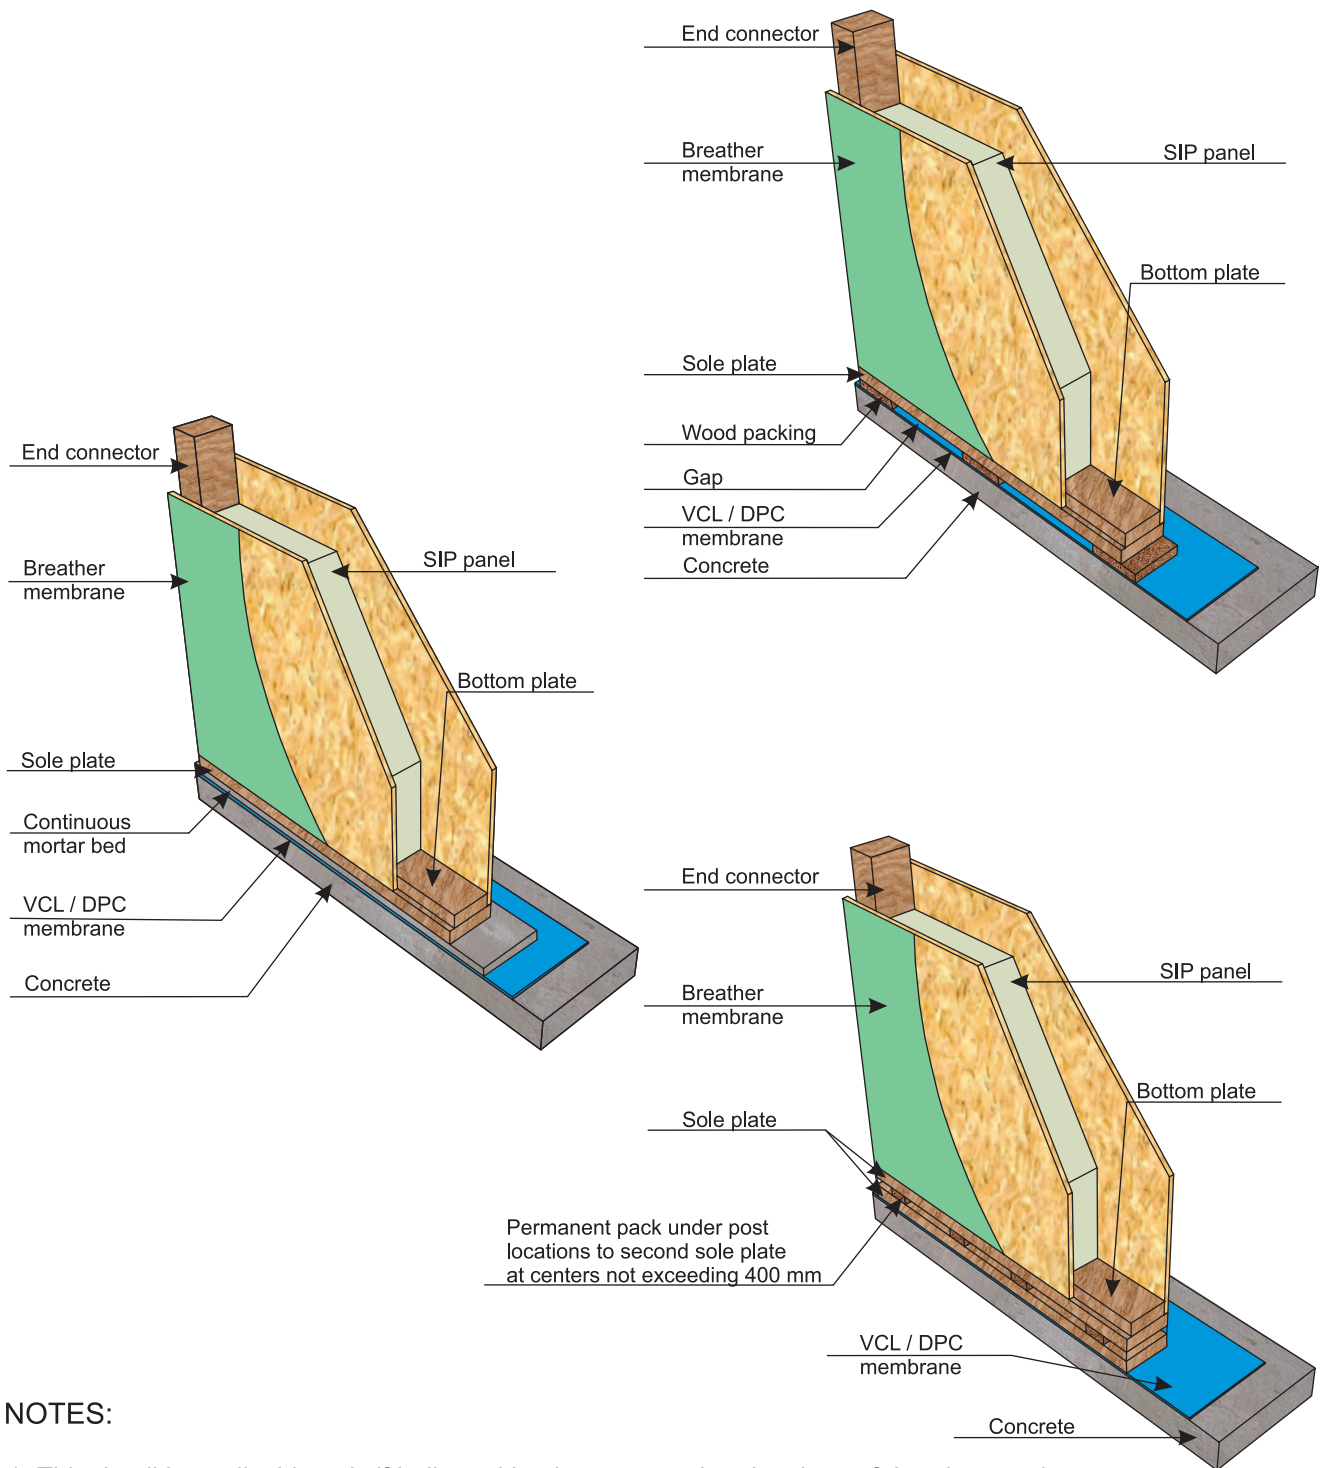 End connector
Breather
membrane
SIP panel
Bottom plate
Sole plate
Wood packing
Gap
VCL / DPC
membrane
Concrete
End connector
Breather
membrane
SIP panel
Bottom plate
Sole plate
Continuous
mortar bed
VCL / DPC
membrane
Concrete
End connector
Breather
membrane
SIP panel
Bottom plate
Sole plate
Permanent pack under post
locations to second sole plate
at centers not exceeding 400 mm
VCL / DPC
membrane
Concrete
NOTES: